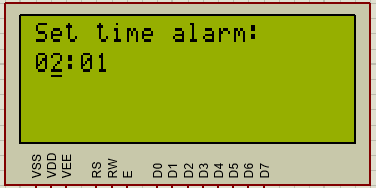 Set time alarm:
02:01
VSS
VDD
VEE
RS
RW
E
D0
D1
D2
D3
D4
D5
D6
D7